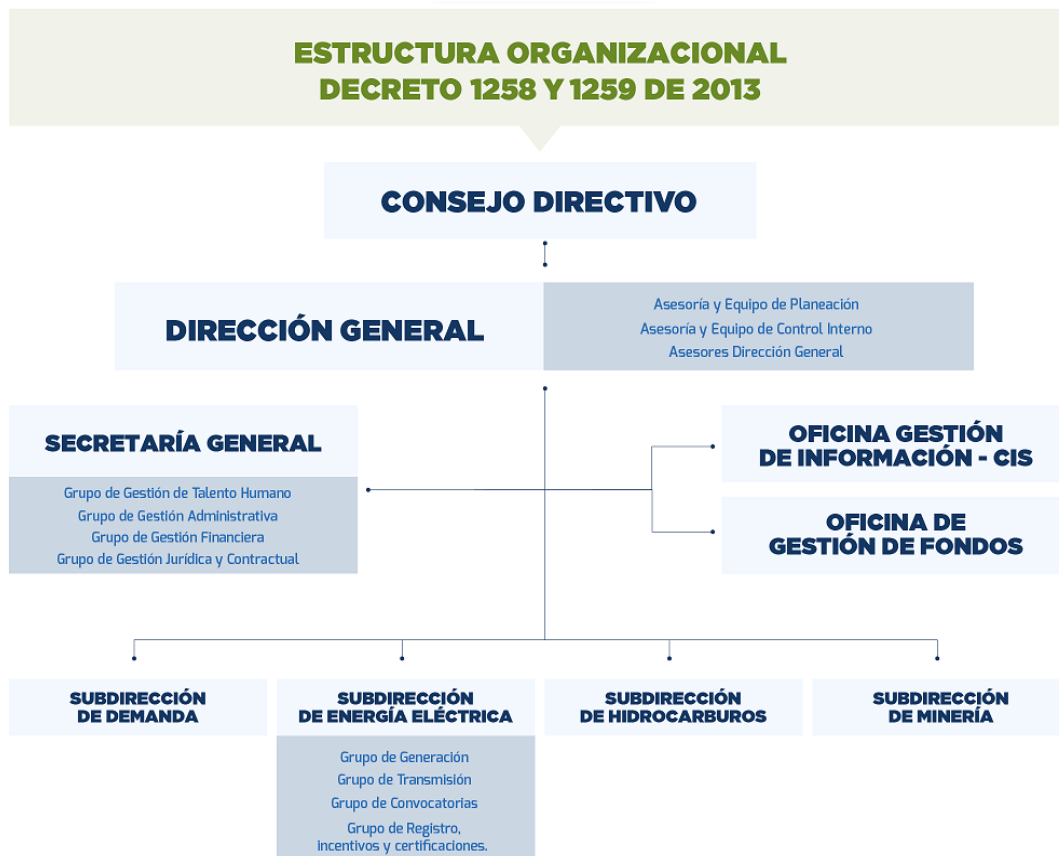 ESTRUCTURA ORGANIZACIONAL
DECRETO 1258 Y 1259 DE 2013
CONSEJO DIRECTIVO
DIRECCIÓN GENERAL
Asesoría y Equipo de Planeación
Asesoría y Equipo de Control Interno
Asesores Dirección General
SECRETARÍA GENERAL
Grupo de Gestión de Talento Humano
Grupo de Gestión Administrativa
Grupo de Gestión Financiera
Grupo de Gestión Jurídica y Contractual
OFICINA GESTIÓN
DE INFORMACIÓN - CIS
OFICINA DE
GESTIÓN DE FONDOS
SUBDIRECCIÓN
DE DEMANDA
SUBDIRECCIÓN
DE ENERGÍA ELÉCTRICA
Grupo de Generación
Grupo de Transmisión
Grupo de Convocatorias
Grupo de Registro,
incentivos y certificaciones.
SUBDIRECCIÓN
DE HIDROCARBUROS
SUBDIRECCIÓN
DE MINERÍA